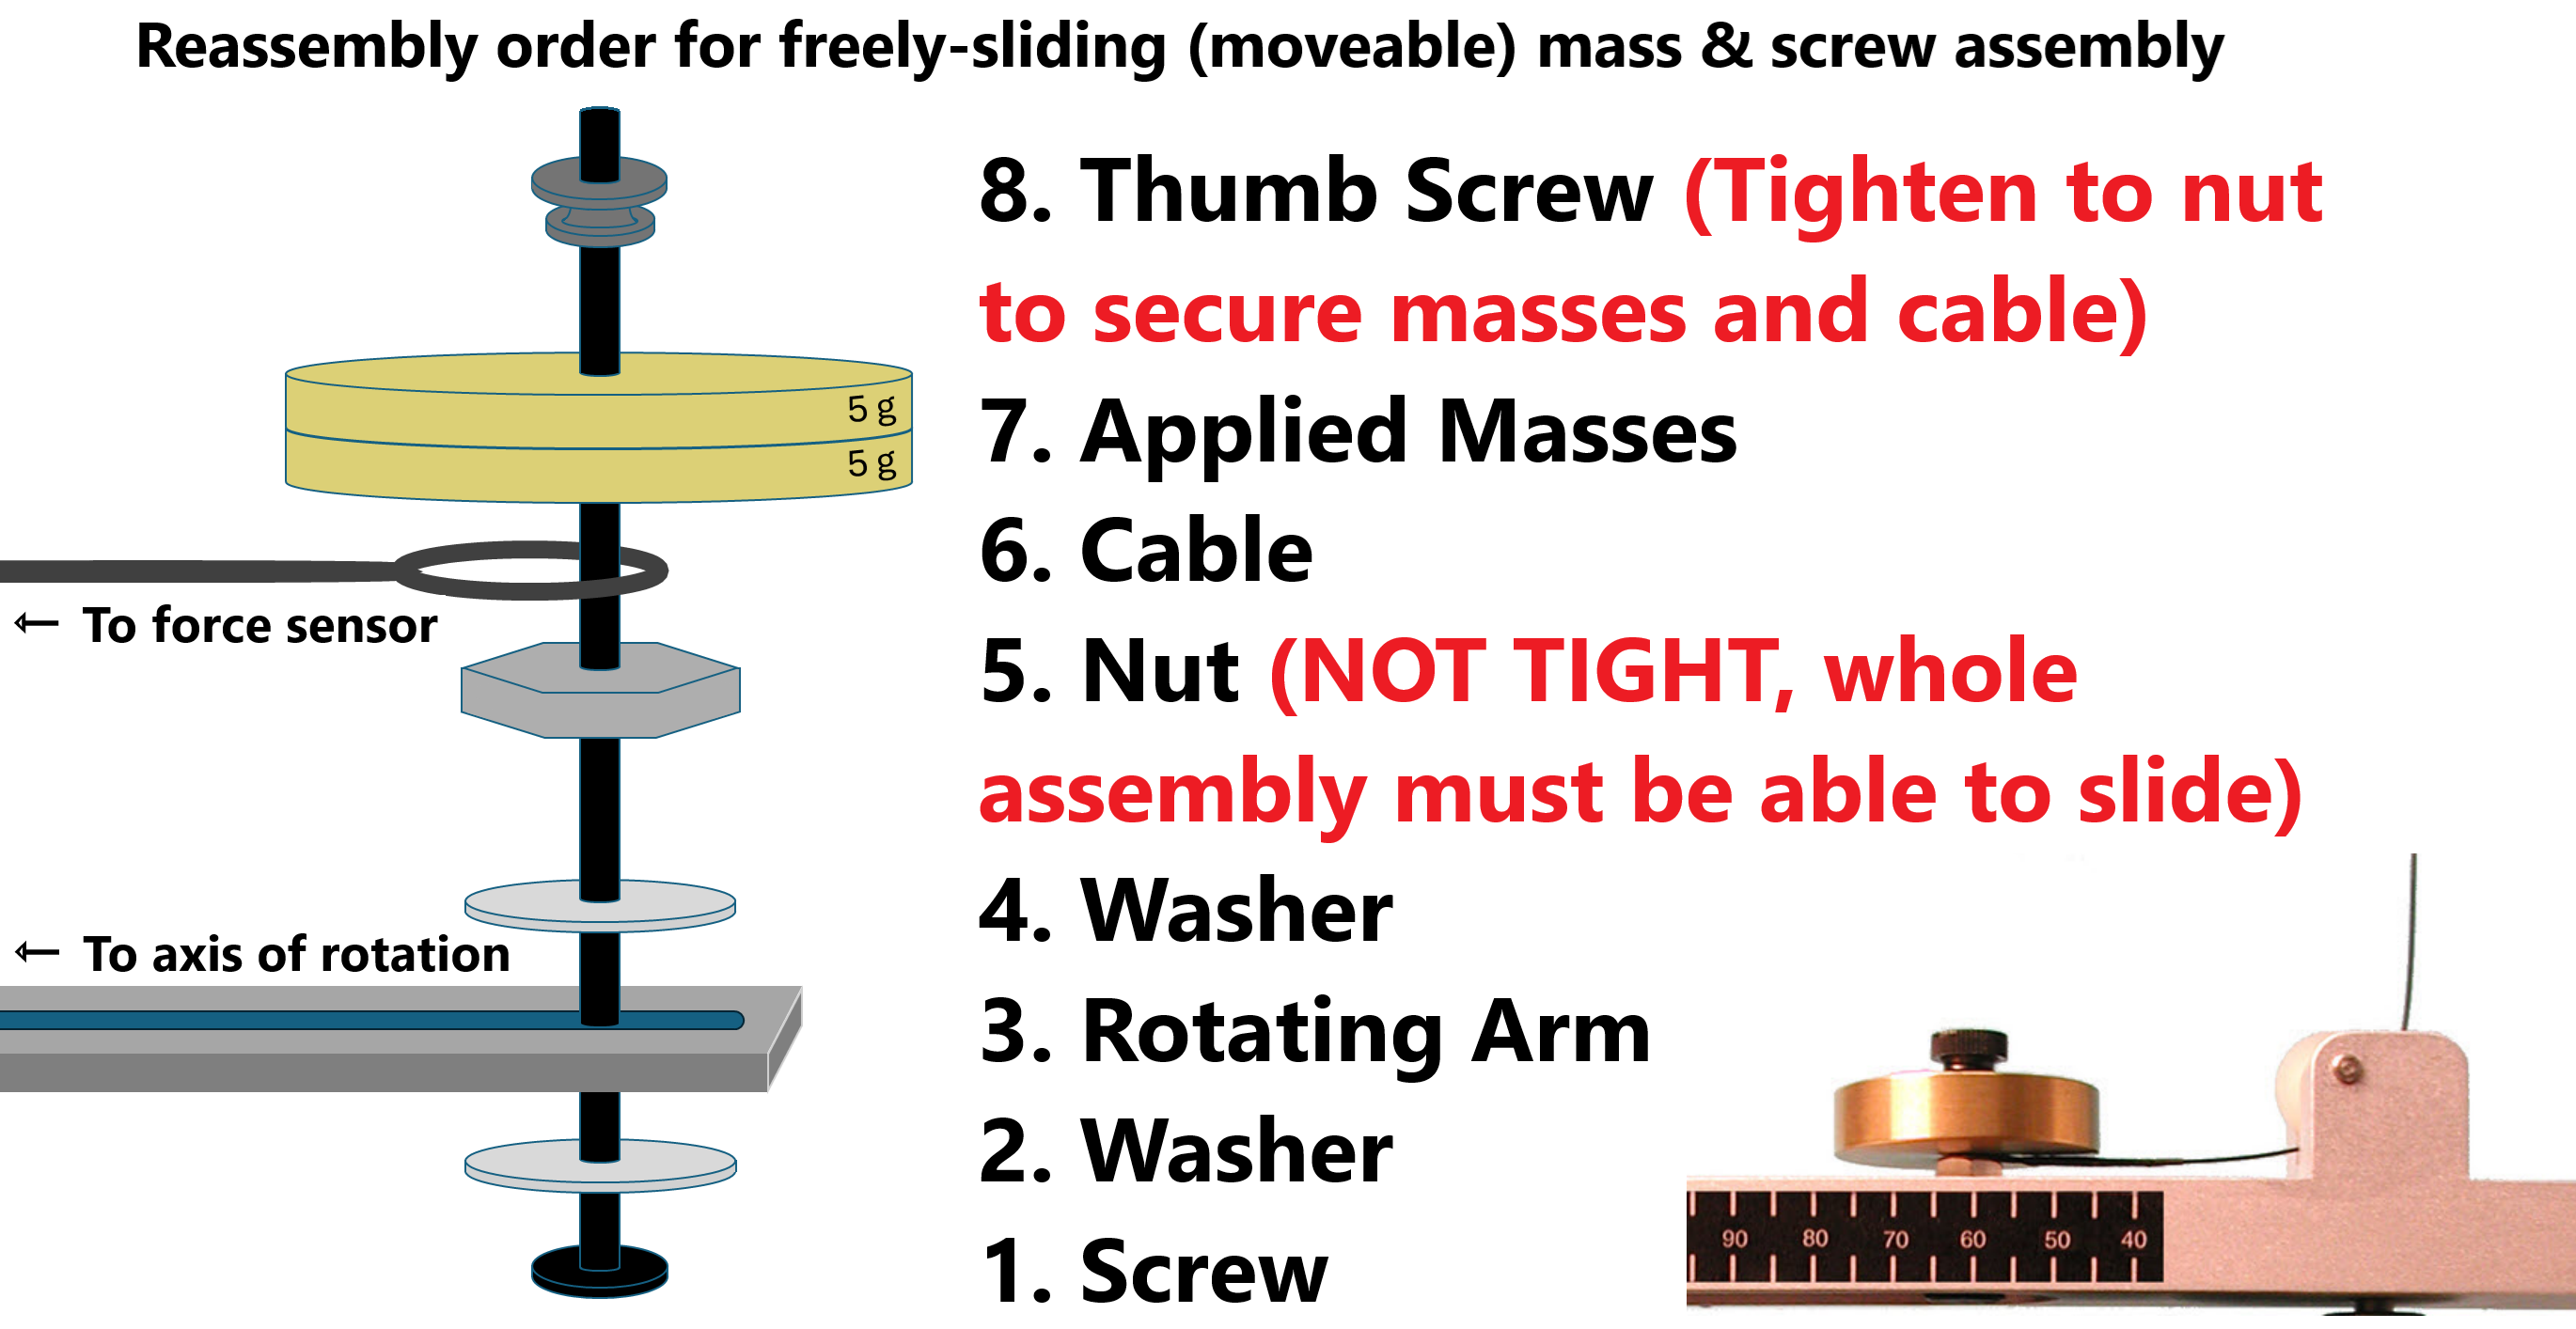 Reassembly order for freely-sliding (moveable) mass & screw assembly
8. Thumb Screw (Tighten to nut
to secure masses and cable)
5 g
7. Applied Masses
5 g
6. Cable
← To force sensor
5. Nut (NOT TIGHT, whole
assembly must be able to slide)
4. Washer
← To axis of rotation
3. Rotating Arm
2. Washer
1. Screw
90 80 70 60 50 40